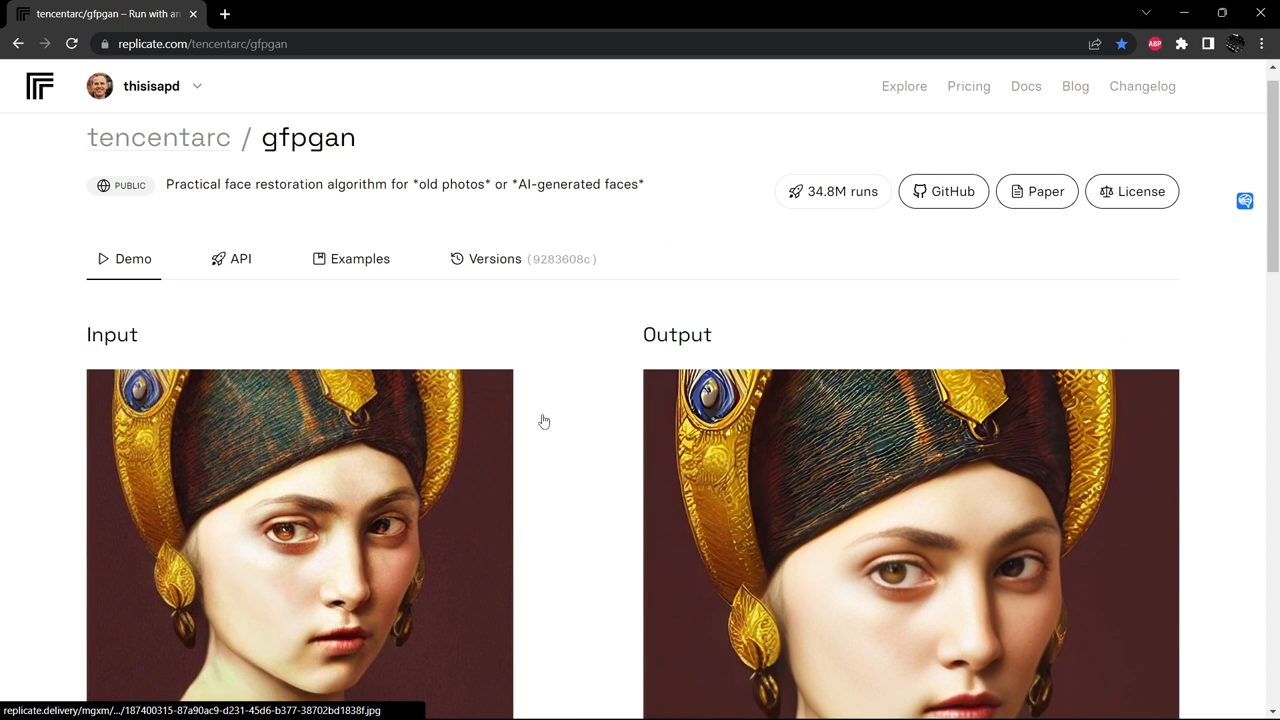 tencentarc/gfpgan – Run with an
replicate.com/tencentarc/gfpgan
ABP
thisisapd
Explore
Pricing
Docs
Blog
Changelog
tencentarc / gfpgan
PUBLIC
Practical face restoration algorithm for *old photos* or *AI-generated faces*
34.8M runs
GitHub
Paper
License
Demo
API
Examples
Versions (9283608c)
Input
Output
replicate.delivery/mgxm/.../187400315-87a90ac9-d231-45d6-b377-38702bd1838f.jpg